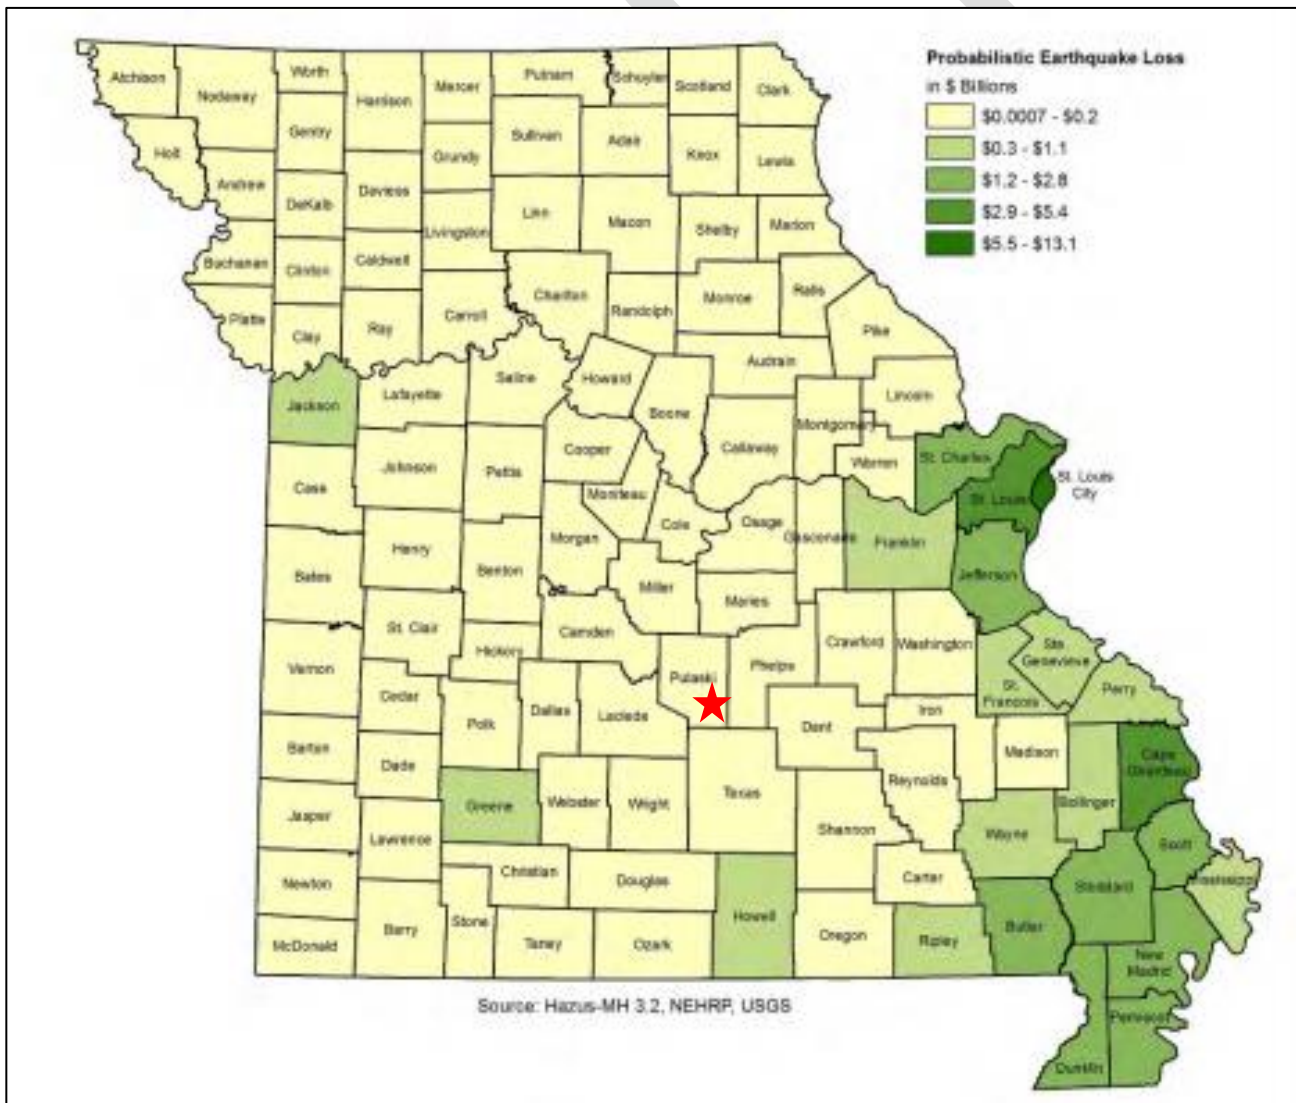 Probabilistic Earthquake Loss
in $ Billions
$0.0007 - $0.2
$0.3 - $1.1
$1.2 - $2.8
$2.9 - $5.4
$5.5 - $13.1
Atchison
Nodaway
Worth
Harrison
Mercer
Putnam
Schuyler
Scotland
Clark
Holt
Gentry
Sullivan
Adair
Knox
Lewis
Grundy
Andrew
DeKalb
Daviess
Linn
Macon
Shelby
Marion
Livingston
Buchanan
Clinton
Caldwell
Chariton
Randolph
Monroe
Ralls
Platte
Clay
Ray
Carroll
Pike
Audrain
Saline
Howard
Jackson
Lafayette
Boone
Lincoln
Callaway
Montgomery
Cooper
Warren
St. Charles
Johnson
Pettis
Case
Moniteau
St. Louis
City
St. Louis
Cole
Osage
Morgan
Gasconade
Franklin
Henry
Benton
Bates
Miller
Maries
Jefferson
St. Clair
Camden
Hickory
Crawford
Washington
Ste.
Genevieve
Vernon
Pulaski
Phelps
St.
Francois
Perry
Cedar
Polk
Dallas
Laclede
Dent
Iron
Barton
Dade
Madison
Cape
Girardeau
Greene
Webster
Wright
Texas
Reynolds
Bollinger
Jasper
Lawrence
Shannon
Wayne
Scott
Christian
Douglas
Carter
Stoddard
Mississippi
Newton
Howell
Barry
Stone
Taney
Ozark
Oregon
Ripley
Butler
McDonald
New
Madrid
Pemiscot
Dunklin
Source: Hazus-MH 3.2, NEHRP, USGS